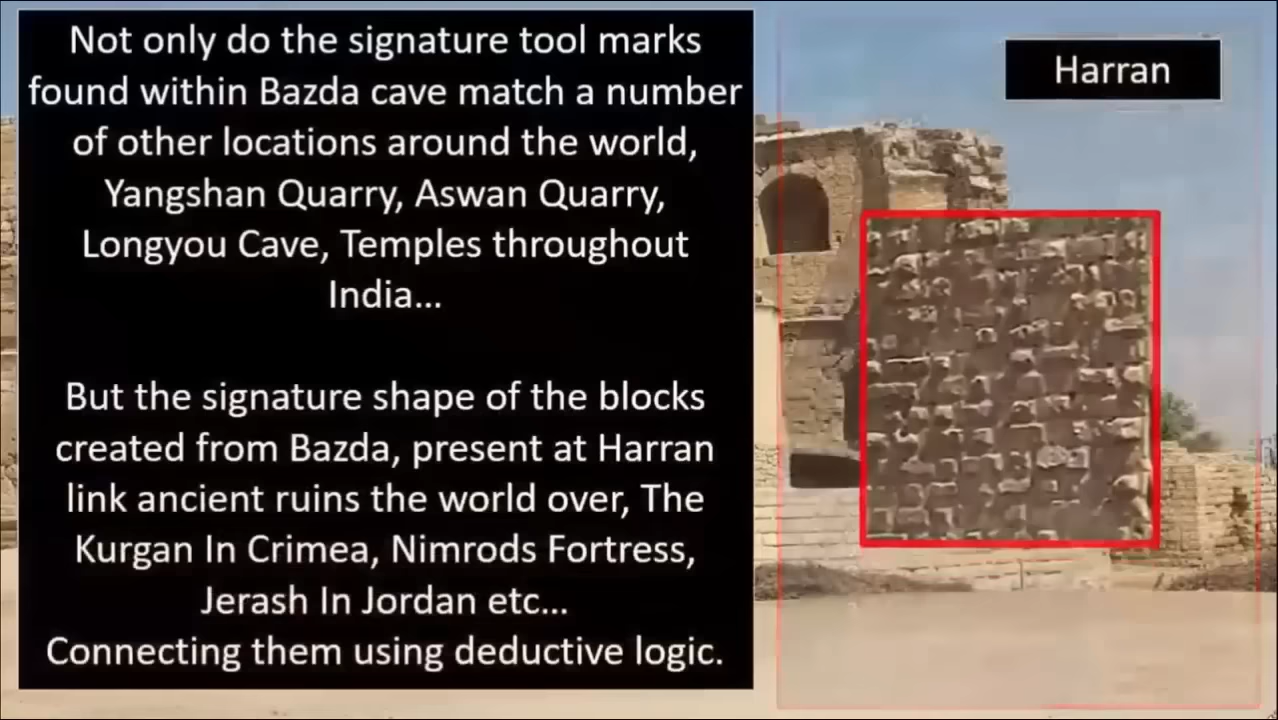 Not only do the signature tool marks
found within Bazda cave match a number
of other locations around the world,
Yangshan Quarry, Aswan Quarry,
Longyou Cave, Temples throughout
India...
But the signature shape of the blocks
created from Bazda, present at Harran
link ancient ruins the world over, The
Kurgan In Crimea, Nimrods Fortress,
Jerash In Jordan etc...
Connecting them using deductive logic.
Harran